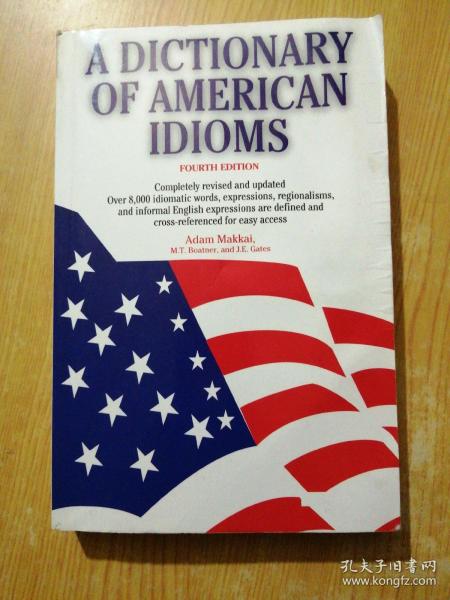 A DICTIONARY
OF AMERICAN
IDIOMS
FOURTH EDITION
Completely revised and updated
Over 8,000 idiomatic words, expressions, regionalisms,
and informal English expressions are defined and
cross-referenced for easy access
Adam Makkai,
M.T. Boatner, and J.E. Gates
孔夫子旧书网
www.kongfz.com